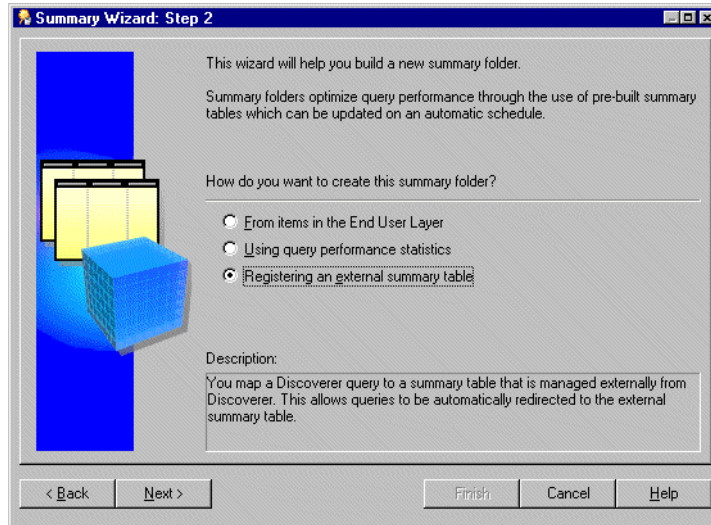 Summary Wizard: Step 2
This wizard will help you build a new summary folder.
Summary folders optimize query performance through the use of pre-built summary
tables which can be updated on an automatic schedule.
How do you want to create this summary folder?
From items in the End User Layer
Using query performance statistics
Registering an external summary table
Description:
You map a Discoverer query to a summary table that is managed externally from
Discoverer. This allows queries to be automatically redirected to the external
summary table.
< Back Next > Finish Cancel Help